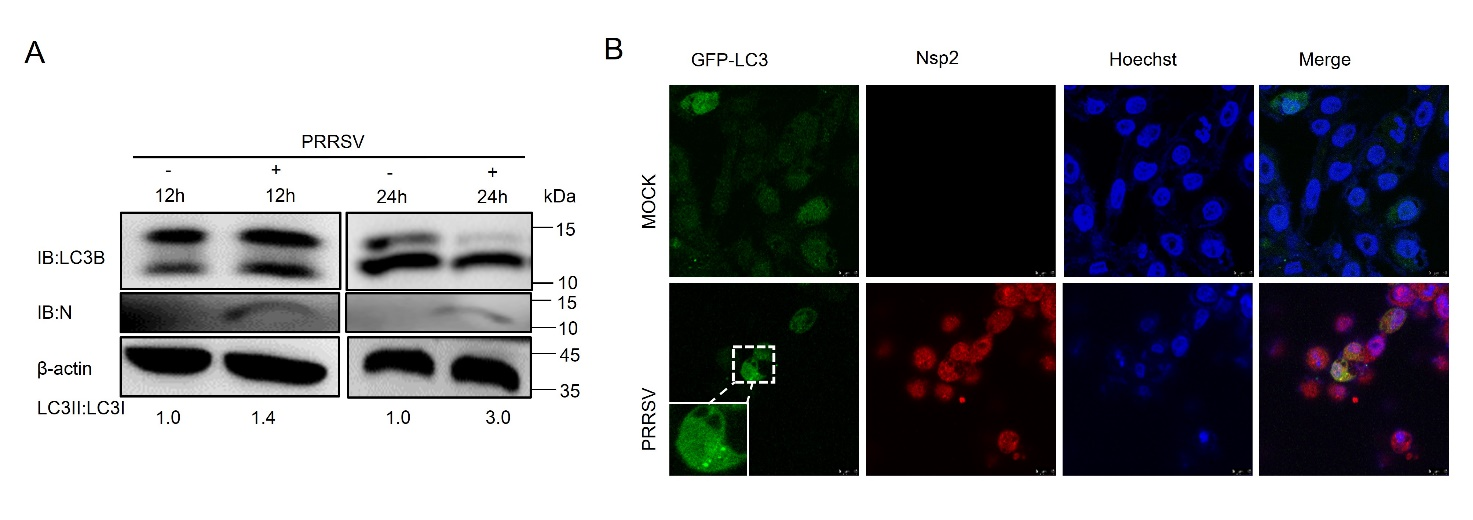 A
PRRSV
- + - +
12h 12h 24h 24h kDa
IB:LC3B
15
10
IB:N
15
10
β-actin
45
35
LC3II:LC3I
1.0 1.4 1.0 3.0
B
GFP-LC3 Nsp2 Hoechst Merge
MOCK
PRRSV